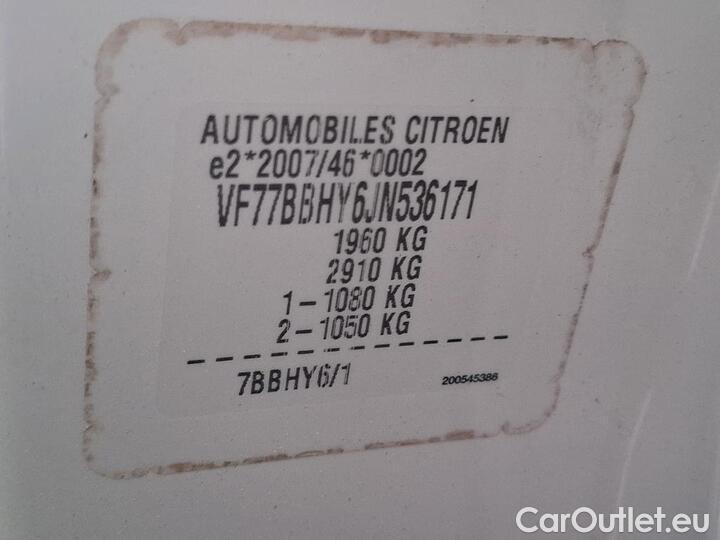 AUTOMOBILES CITROEN
e2*2007/46*0002
VF77BBHY6JN536171
1960 KG
2910 KG
1-1080 KG
2-1050 KG
7BBHY6/1 200545386
CarOutlet.eu